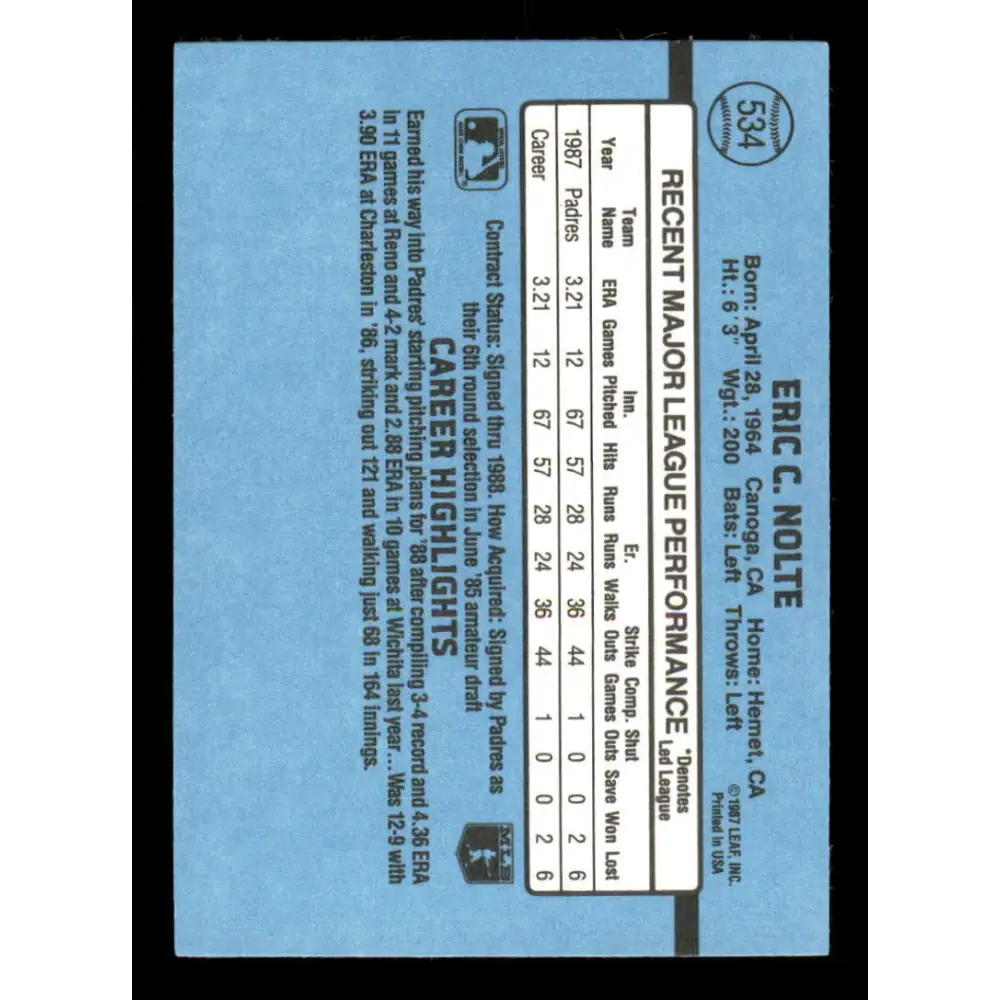 534
ERIC C. NOLTE
Born: April 28, 1964 Canoga, CA Home: Hemet, CA
Ht.: 6'3" Wgt.: 200 Bats: Left Throws: Left
©1987 LEAF, INC.
Printed in USA
RECENT MAJOR LEAGUE PERFORMANCE
*Denotes
Led League
Team Inn. Er. Strike Comp. Shut
Year Name ERA Games Pitched Hits Runs Runs Walks Outs Games Outs Save Won Lost
1987 Padres 3.21 12 67 57 28 24 36 44 1 0 0 2 6
Career 3.21 12 67 57 28 24 36 44 1 0 0 2 6
Contract Status: Signed thru 1988. How Acquired: Signed by Padres as
their 6th round selection in June '85 amateur draft
MLB
CAREER HIGHLIGHTS
Earned his way into Padres' starting pitching plans for '88 after compiling 3-4 record and 4.36 ERA
in 11 games at Reno and 4-2 mark and 2.88 ERA in 10 games at Wichita last year... Was 12-9 with
3.90 ERA at Charleston in '86, striking out 121 and walking just 68 in 164 innings.